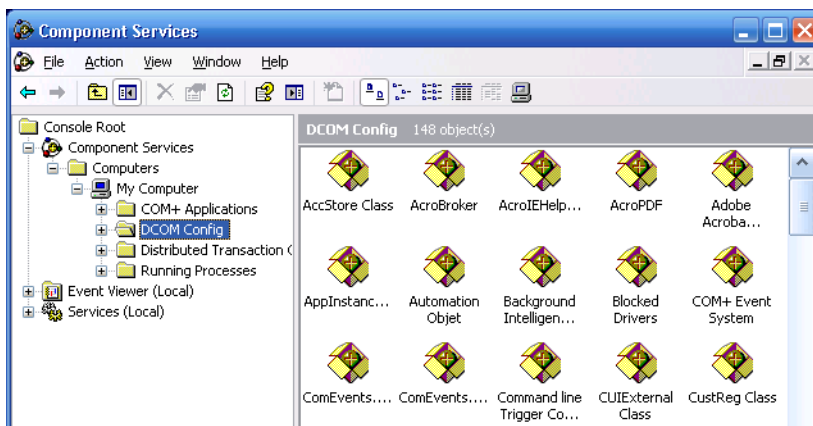 Component Services
File Action View Window Help
Console Root
Component Services
Computers
My Computer
COM+ Applications
DCOM Config
Distributed Transaction C
Running Processes
Event Viewer (Local)
Services (Local)
DCOM Config 148 object(s)
AccStore Class AcroBroker AcroIEHelp... AcroPDF Adobe Acroba...
AppInstanc... Automation Objet Background Intelligen... Blocked Drivers COM+ Event System
ComEvents.... ComEvents.... Command line Trigger Co... CUIExternal Class CustReg Class